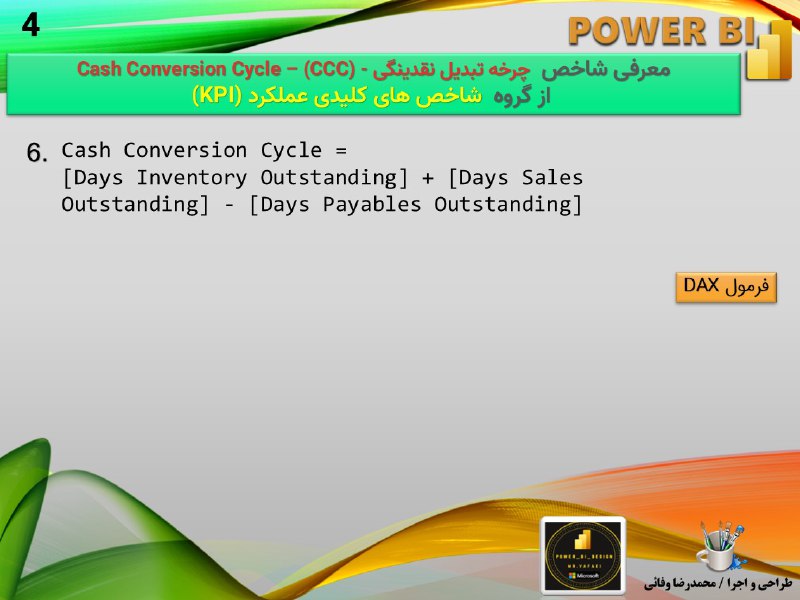 4
POWER BI
معرفی شاخص چرخه تبدیل نقدینگی - Cash Conversion Cycle – (CCC)
از گروه شاخص های کلیدی عملکرد (KPI)
6. Cash Conversion Cycle =
[Days Inventory Outstanding] + [Days Sales
Outstanding] - [Days Payables Outstanding]
فرمول DAX
POWER_BI_DESIGN
MR.VAFAEI
Microsoft
طراحی و اجرا / محمدرضا وفائی